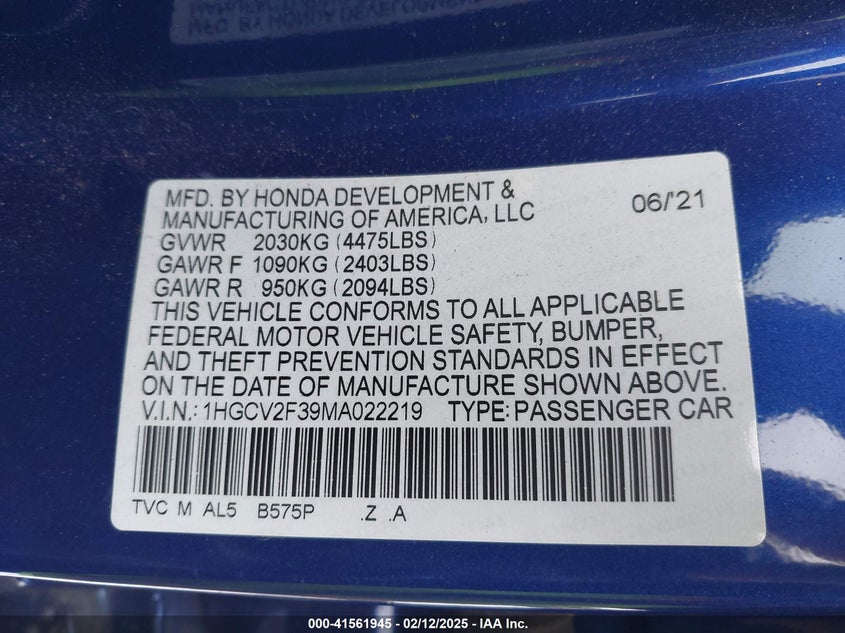 MFD. BY HONDA DEVELOPMENT &
MANUFACTURING OF AMERICA, LLC 06/'21
GVWR 2030KG (4475LBS)
GAWR F 1090KG (2403LBS)
GAWR R 950KG (2094LBS)
THIS VEHICLE CONFORMS TO ALL APPLICABLE
FEDERAL MOTOR VEHICLE SAFETY, BUMPER,
AND THEFT PREVENTION STANDARDS IN EFFECT
ON THE DATE OF MANUFACTURE SHOWN ABOVE.
V.I.N.: 1HGCV2F39MA022219 TYPE: PASSENGER CAR
TVC M AL5 B575P .Z .A
000-41561945 — 02/12/2025 — IAA Inc.